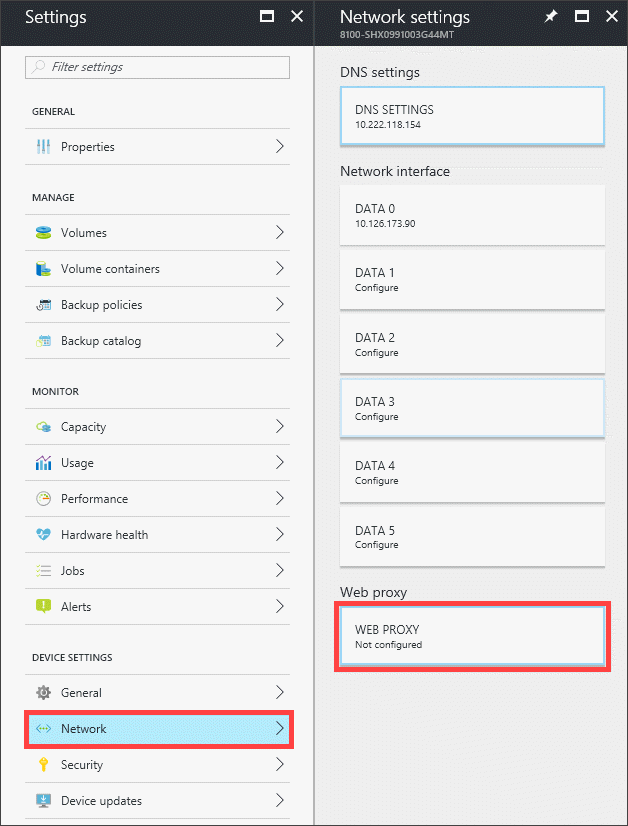 Settings
Filter settings
GENERAL
Properties
MANAGE
Volumes
Volume containers
Backup policies
Backup catalog
MONITOR
Capacity
Usage
Performance
Hardware health
Jobs
Alerts
DEVICE SETTINGS
General
Network
Security
Device updates
Network settings
8100-SHX0991003G44MT
DNS settings
DNS SETTINGS
10.222.118.154
Network interface
DATA 0
10.126.173.90
DATA 1
Configure
DATA 2
Configure
DATA 3
Configure
DATA 4
Configure
DATA 5
Configure
Web proxy
WEB PROXY
Not configured